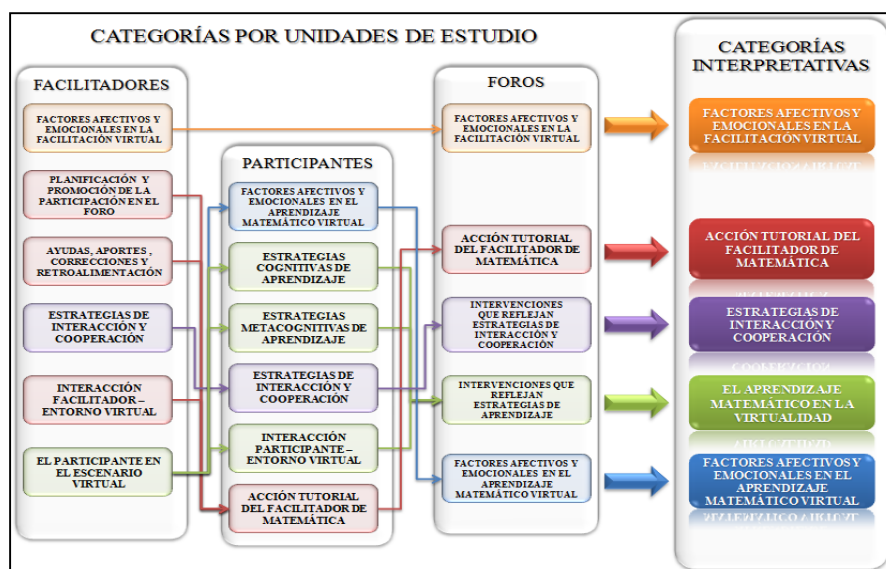 CATEGORÍAS POR UNIDADES DE ESTUDIO
FACILITADORES
FACTORES AFECTIVOS Y
EMOCIONALES EN LA
FACILITACIÓN VIRTUAL
PLANIFICACIÓN Y
PROMOCIÓN DE LA
PARTICIPACIÓN EN EL
FORO
AYUDAS, APORTES ,
CORRECCIONES Y
RETROALIMENTACIÓN
ESTRATEGIAS DE
INTERACCIÓN Y
COOPERACIÓN
INTERACCIÓN
FACILITADOR –
ENTORNO VIRTUAL
EL PARTICIPANTE EN
EL ESCENARIO
VIRTUAL
PARTICIPANTES
FACTORES AFECTIVOS Y
EMOCIONALES EN EL
APRENDIZAJE
MATEMÁTICO VIRTUAL
ESTRATEGIAS
COGNITIVAS DE
APRENDIZAJE
ESTRATEGIAS
METACOGNITIVAS DE
APRENDIZAJE
ESTRATEGIAS DE
INTERACCIÓN Y
COOPERACIÓN
INTERACCIÓN
PARTICIPANTE –
ENTORNO VIRTUAL
ACCIÓN TUTORIAL
DEL FACILITADOR DE
MATEMÁTICA
FOROS
FACTORES AFECTIVOS Y
EMOCIONALES EN LA
FACILITACIÓN VIRTUAL
ACCIÓN TUTORIAL
DEL FACILITADOR DE
MATEMÁTICA
INTERVENCIONES
QUE REFLEJAN
ESTRATEGIAS DE
INTERACCIÓN Y
COOPERACIÓN
INTERVENCIONES QUE
REFLEJAN
ESTRATEGIAS DE
APRENDIZAJE
FACTORES AFECTIVOS Y
EMOCIONALES EN EL
APRENDIZAJE
MATEMÁTICO VIRTUAL
CATEGORÍAS
INTERPRETATIVAS
FACTORES AFECTIVOS Y
EMOCIONALES EN LA
FACILITACIÓN VIRTUAL
ACCIÓN TUTORIAL DEL
FACILITADOR DE
MATEMÁTICA
ESTRATEGIAS DE
INTERACCIÓN Y
COOPERACIÓN
EL APRENDIZAJE
MATEMÁTICO EN LA
VIRTUALIDAD
FACTORES AFECTIVOS Y
EMOCIONALES EN EL
APRENDIZAJE
MATEMÁTICO VIRTUAL